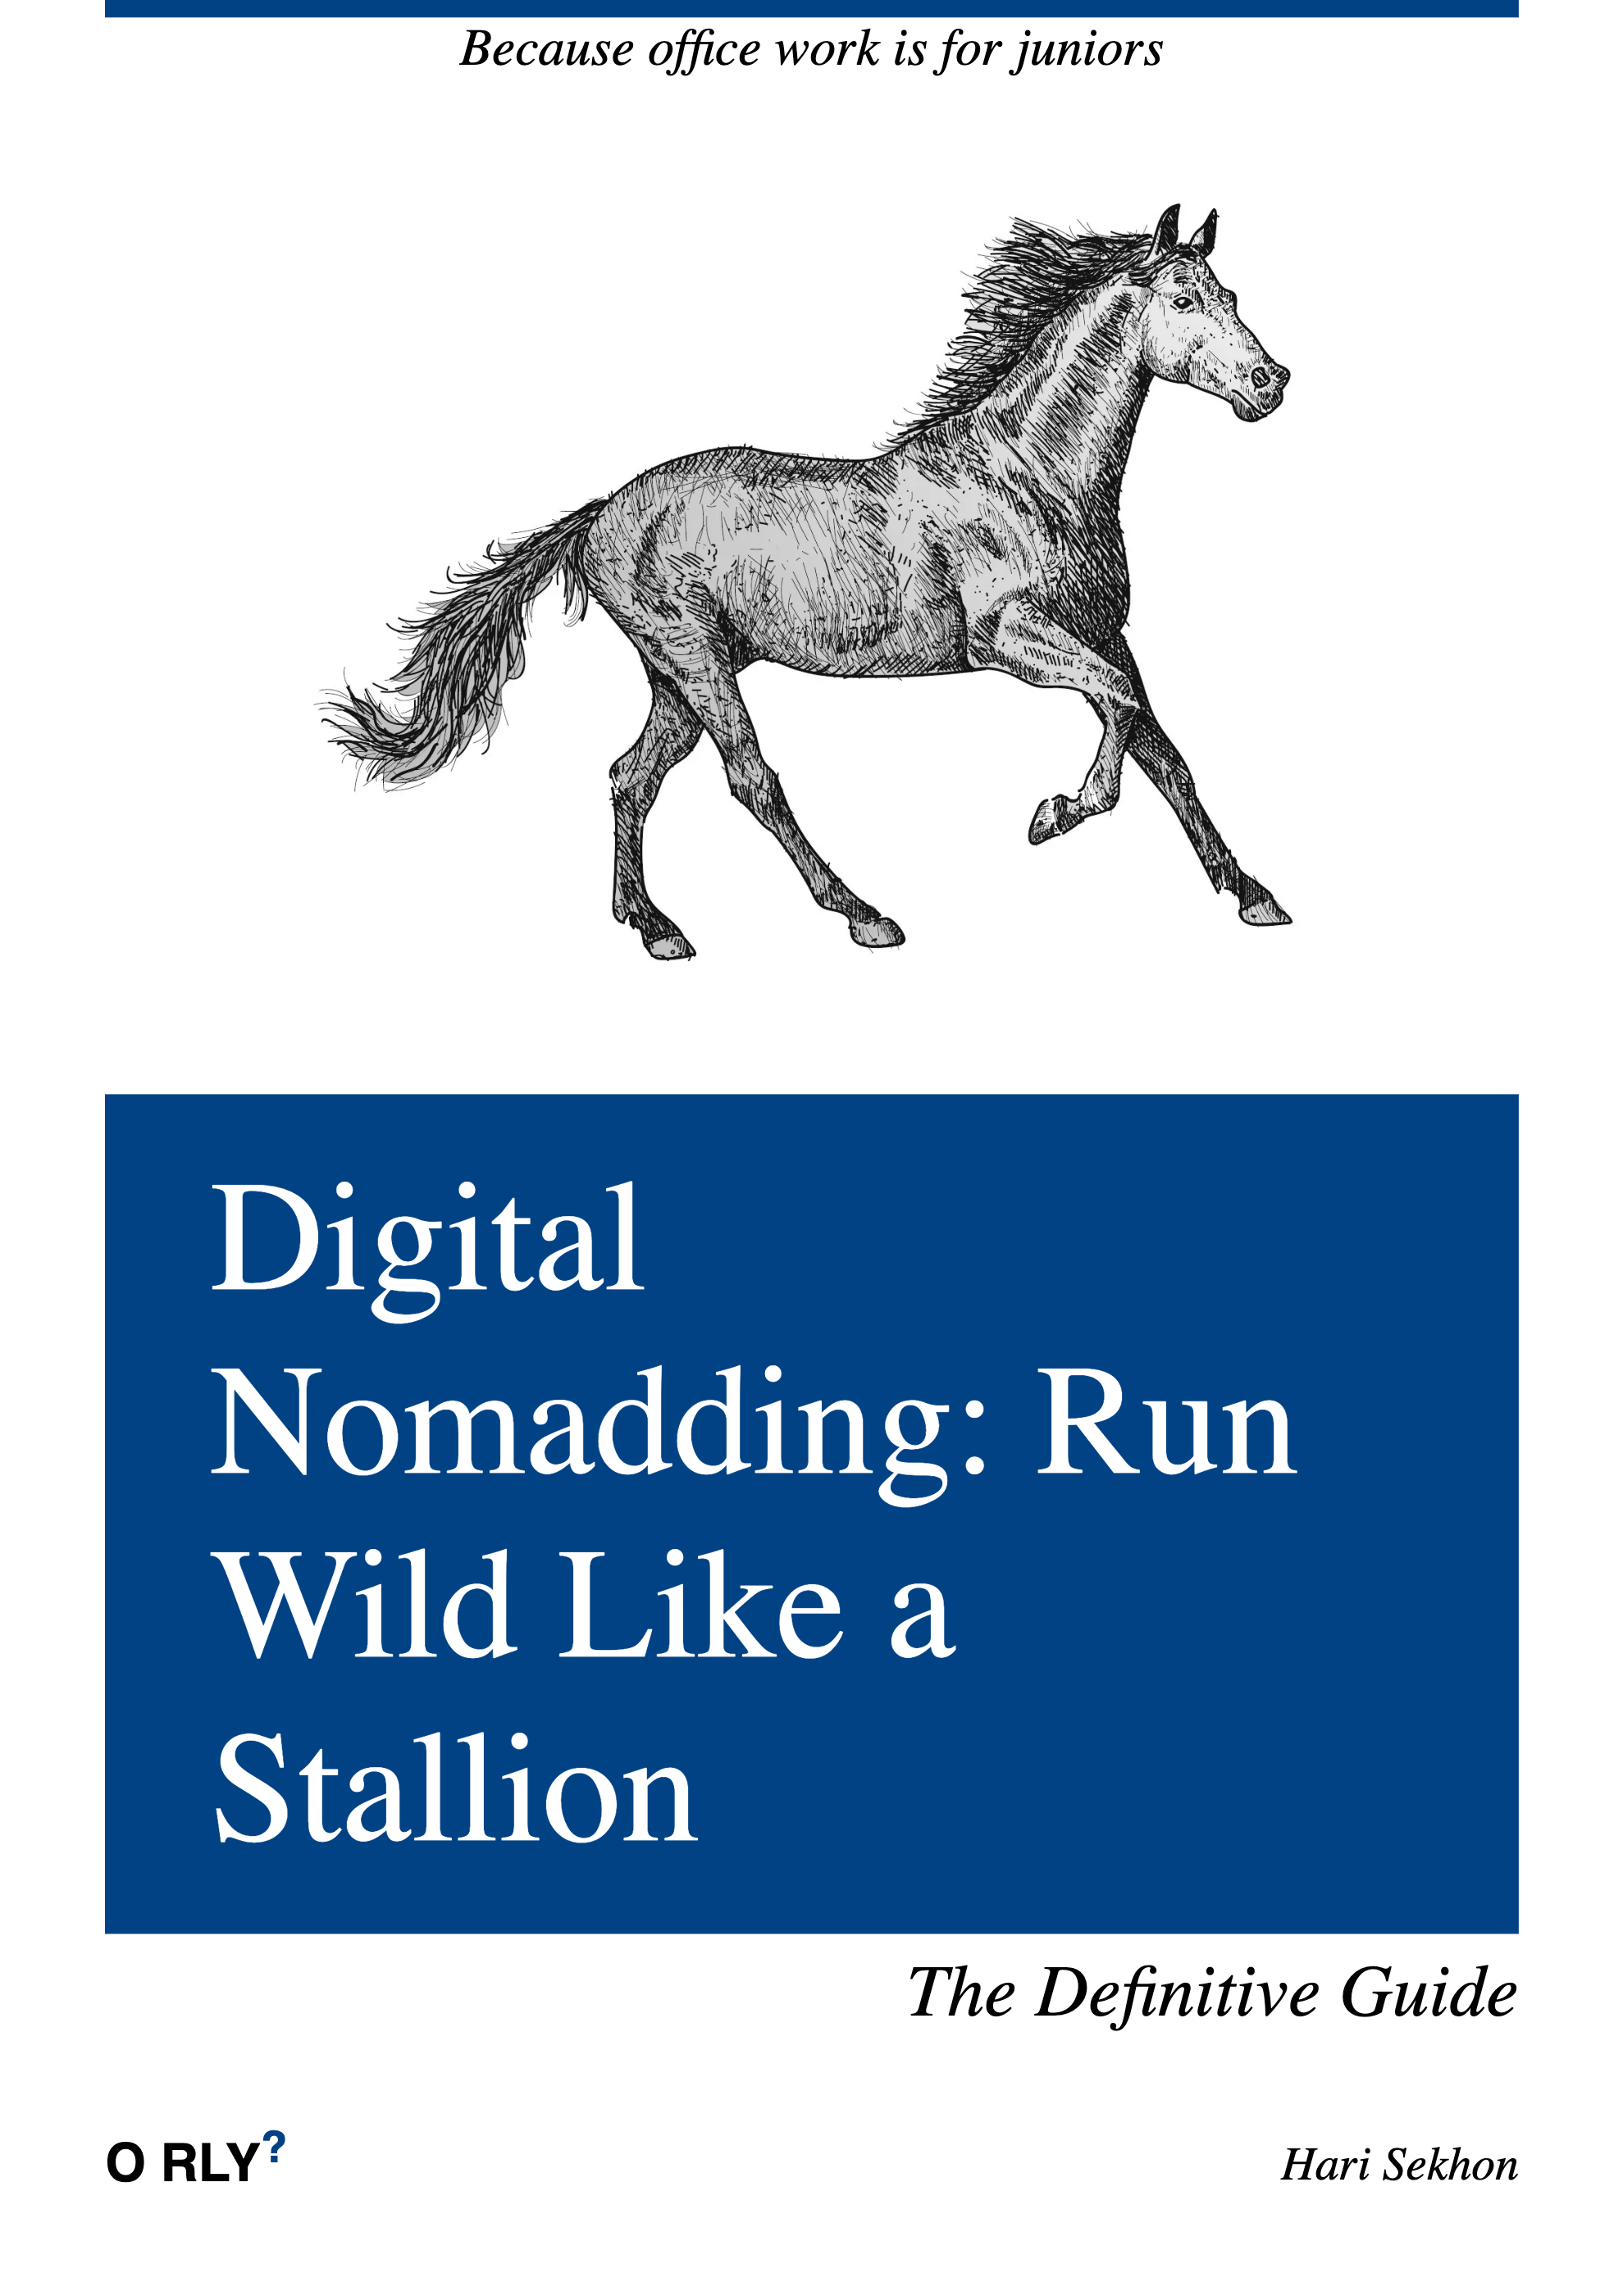 Because office work is for juniors
Digital
Nomadding: Run
Wild Like a
Stallion
The Definitive Guide
O RLY?
Hari Sekhon